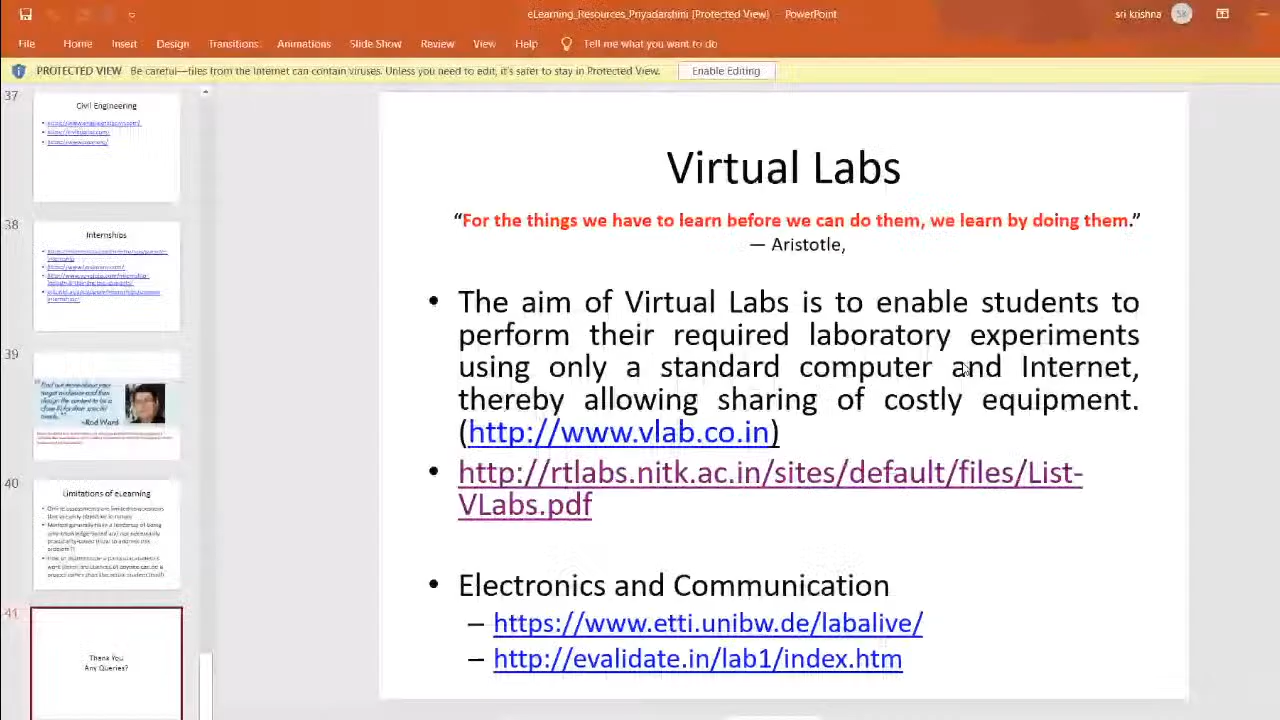 eLearning_Resources_Priyadarshini (Protected View) — PowerPoint
sri krishna
SK
File Home Insert Design Transitions Animations Slide Show Review View Help Tell me what you want to do
PROTECTED VIEW Be careful—files from the Internet can contain viruses. Unless you need to edit, it's safer to stay in Protected View. Enable Editing
37
Civil Engineering
38
Internships
39
~Rod Ward
40
Limitations of eLearning
41
Thank You
Any Queries?
Virtual Labs
“For the things we have to learn before we can do them, we learn by doing them.”
— Aristotle,
• The aim of Virtual Labs is to enable students to
perform their required laboratory experiments
using only a standard computer and Internet,
thereby allowing sharing of costly equipment.
(http://www.vlab.co.in)
• http://rtlabs.nitk.ac.in/sites/default/files/List-
VLabs.pdf
• Electronics and Communication
– https://www.etti.unibw.de/labalive/
– http://evalidate.in/lab1/index.htm